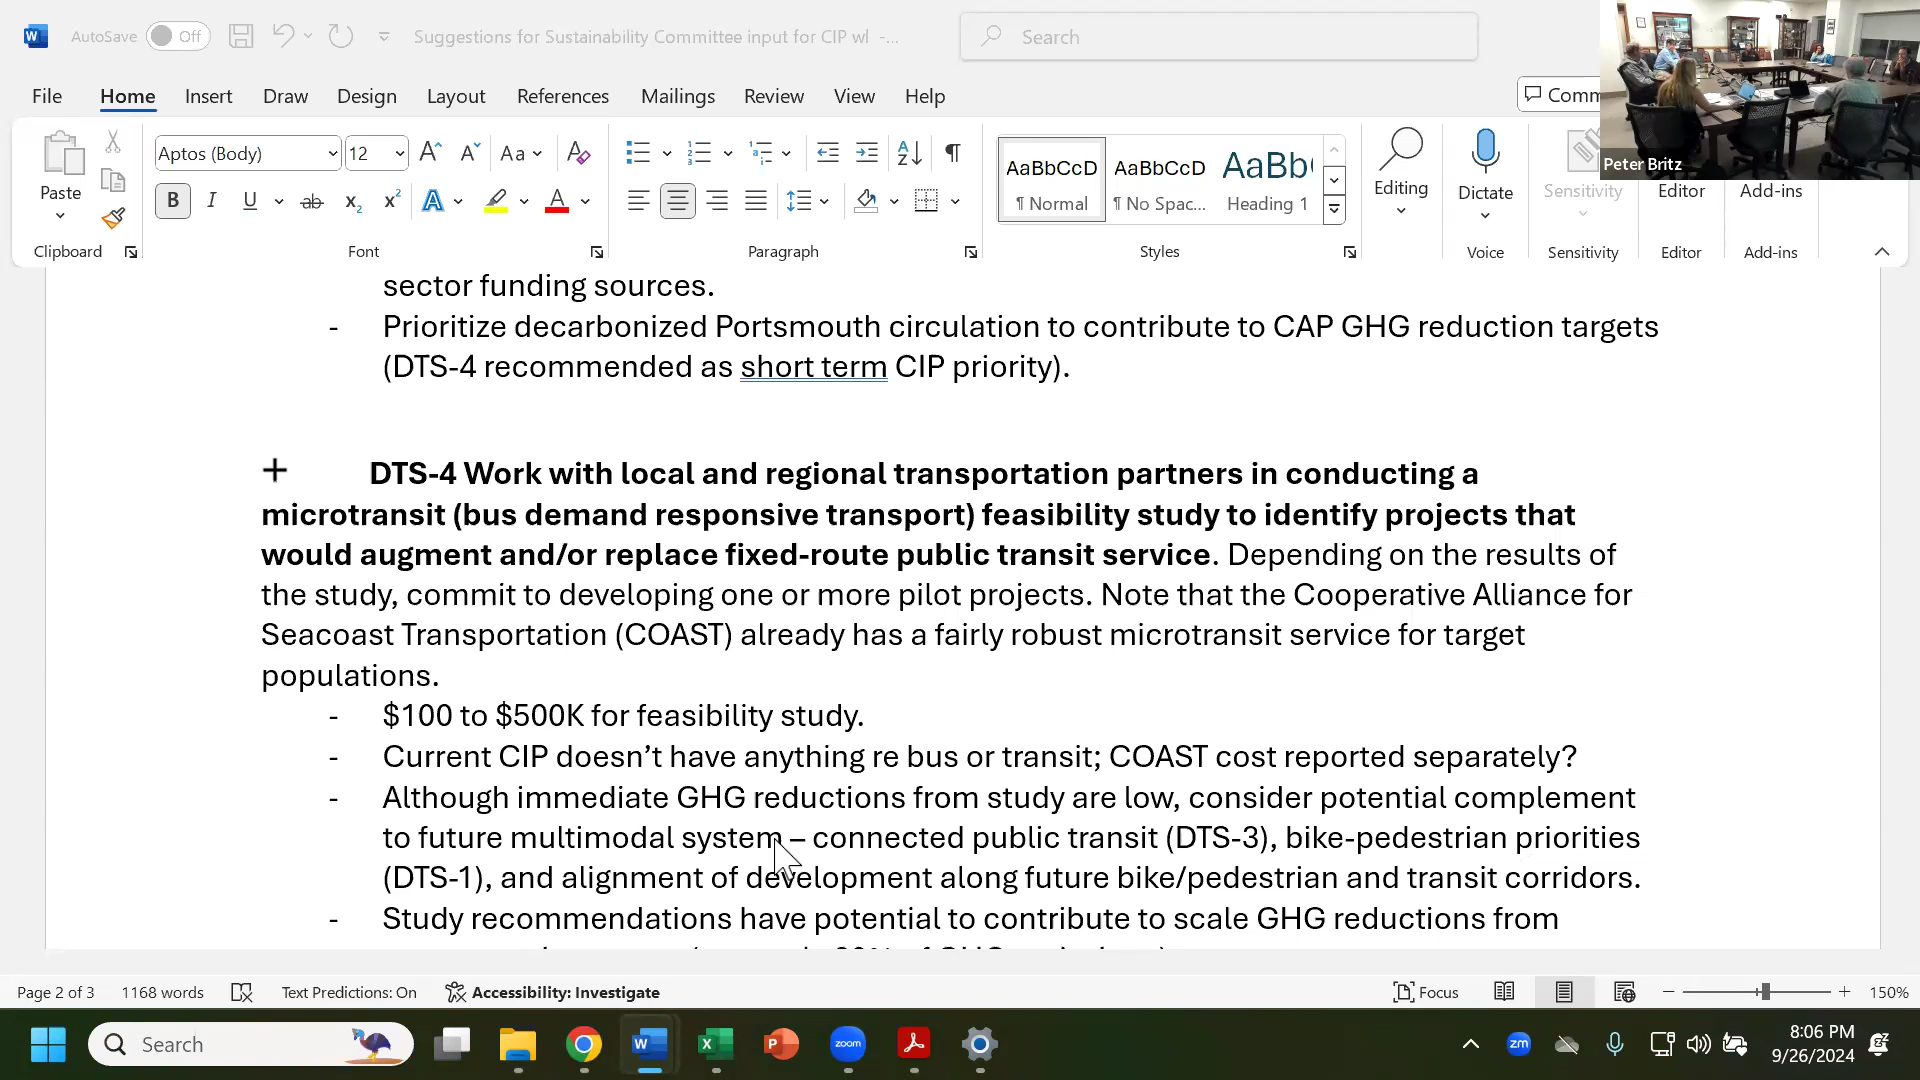 AutoSave Off Suggestions for Sustainability Committee input for CIP wl -... Search
File Home Insert Draw Design Layout References Mailings Review View Help Comm
Peter Britz
Paste
Aptos (Body) 12 Aa
B I U ab x2 x2 A A
AaBbCcD AaBbCcD AaBb(
¶ Normal ¶ No Spac... Heading 1
Editing Dictate Sensitivity Editor Add-ins
Clipboard Font Paragraph Styles Voice Sensitivity Editor Add-ins
sector funding sources.
- Prioritize decarbonized Portsmouth circulation to contribute to CAP GHG reduction targets
(DTS-4 recommended as short term CIP priority).
DTS-4 Work with local and regional transportation partners in conducting a
microtransit (bus demand responsive transport) feasibility study to identify projects that
would augment and/or replace fixed-route public transit service. Depending on the results of
the study, commit to developing one or more pilot projects. Note that the Cooperative Alliance for
Seacoast Transportation (COAST) already has a fairly robust microtransit service for target
populations.
- $100 to $500K for feasibility study.
- Current CIP doesn’t have anything re bus or transit; COAST cost reported separately?
- Although immediate GHG reductions from study are low, consider potential complement
to future multimodal system – connected public transit (DTS-3), bike-pedestrian priorities
(DTS-1), and alignment of development along future bike/pedestrian and transit corridors.
- Study recommendations have potential to contribute to scale GHG reductions from
Page 2 of 3 1168 words Text Predictions: On Accessibility: Investigate Focus 150%
Search zoom zm 8:06 PM
9/26/2024